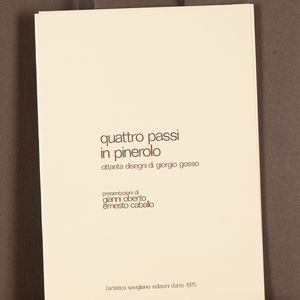 quattro passi
in pinerolo
ottanta disegni di giorgio gosso
presentazioni di
gianni oberto
ernesto caballo
l'artistica savigliano edizioni d'arte 1975